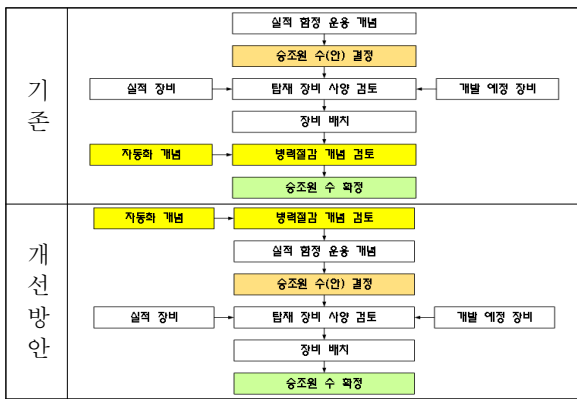 기존
실적 함정 운용 개념
승조원 수(안) 결정
실적 장비
탑재 장비 사양 검토
개발 예정 장비
장비 배치
자동화 개념
병력절감 개념 검토
승조원 수 확정
개선방안
자동화 개념
병력절감 개념 검토
실적 함정 운용 개념
승조원 수(안) 결정
실적 장비
탑재 장비 사양 검토
개발 예정 장비
장비 배치
승조원 수 확정